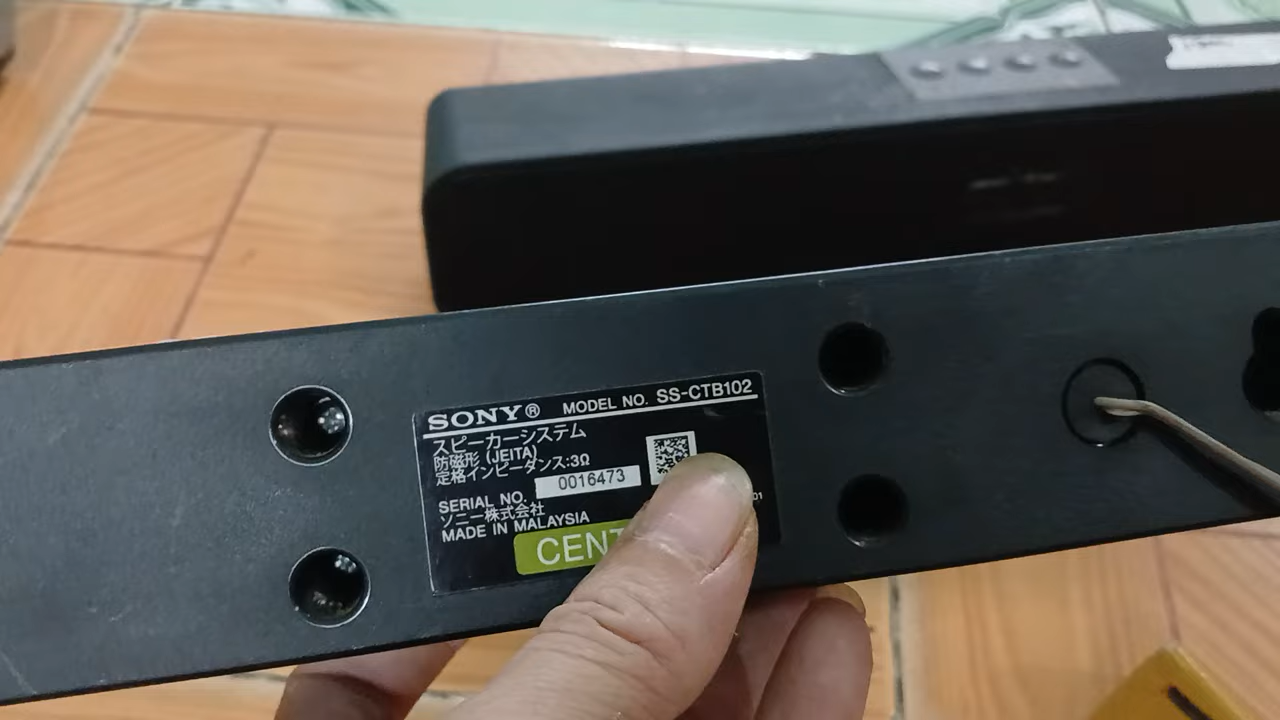 SONY® MODEL NO. SS-CTB102
スピーカーシステム
防磁形 (JEITA)
定格インピーダンス:3Ω
SERIAL NO. 0016473
ソニー株式会社
MADE IN MALAYSIA
01
CENT